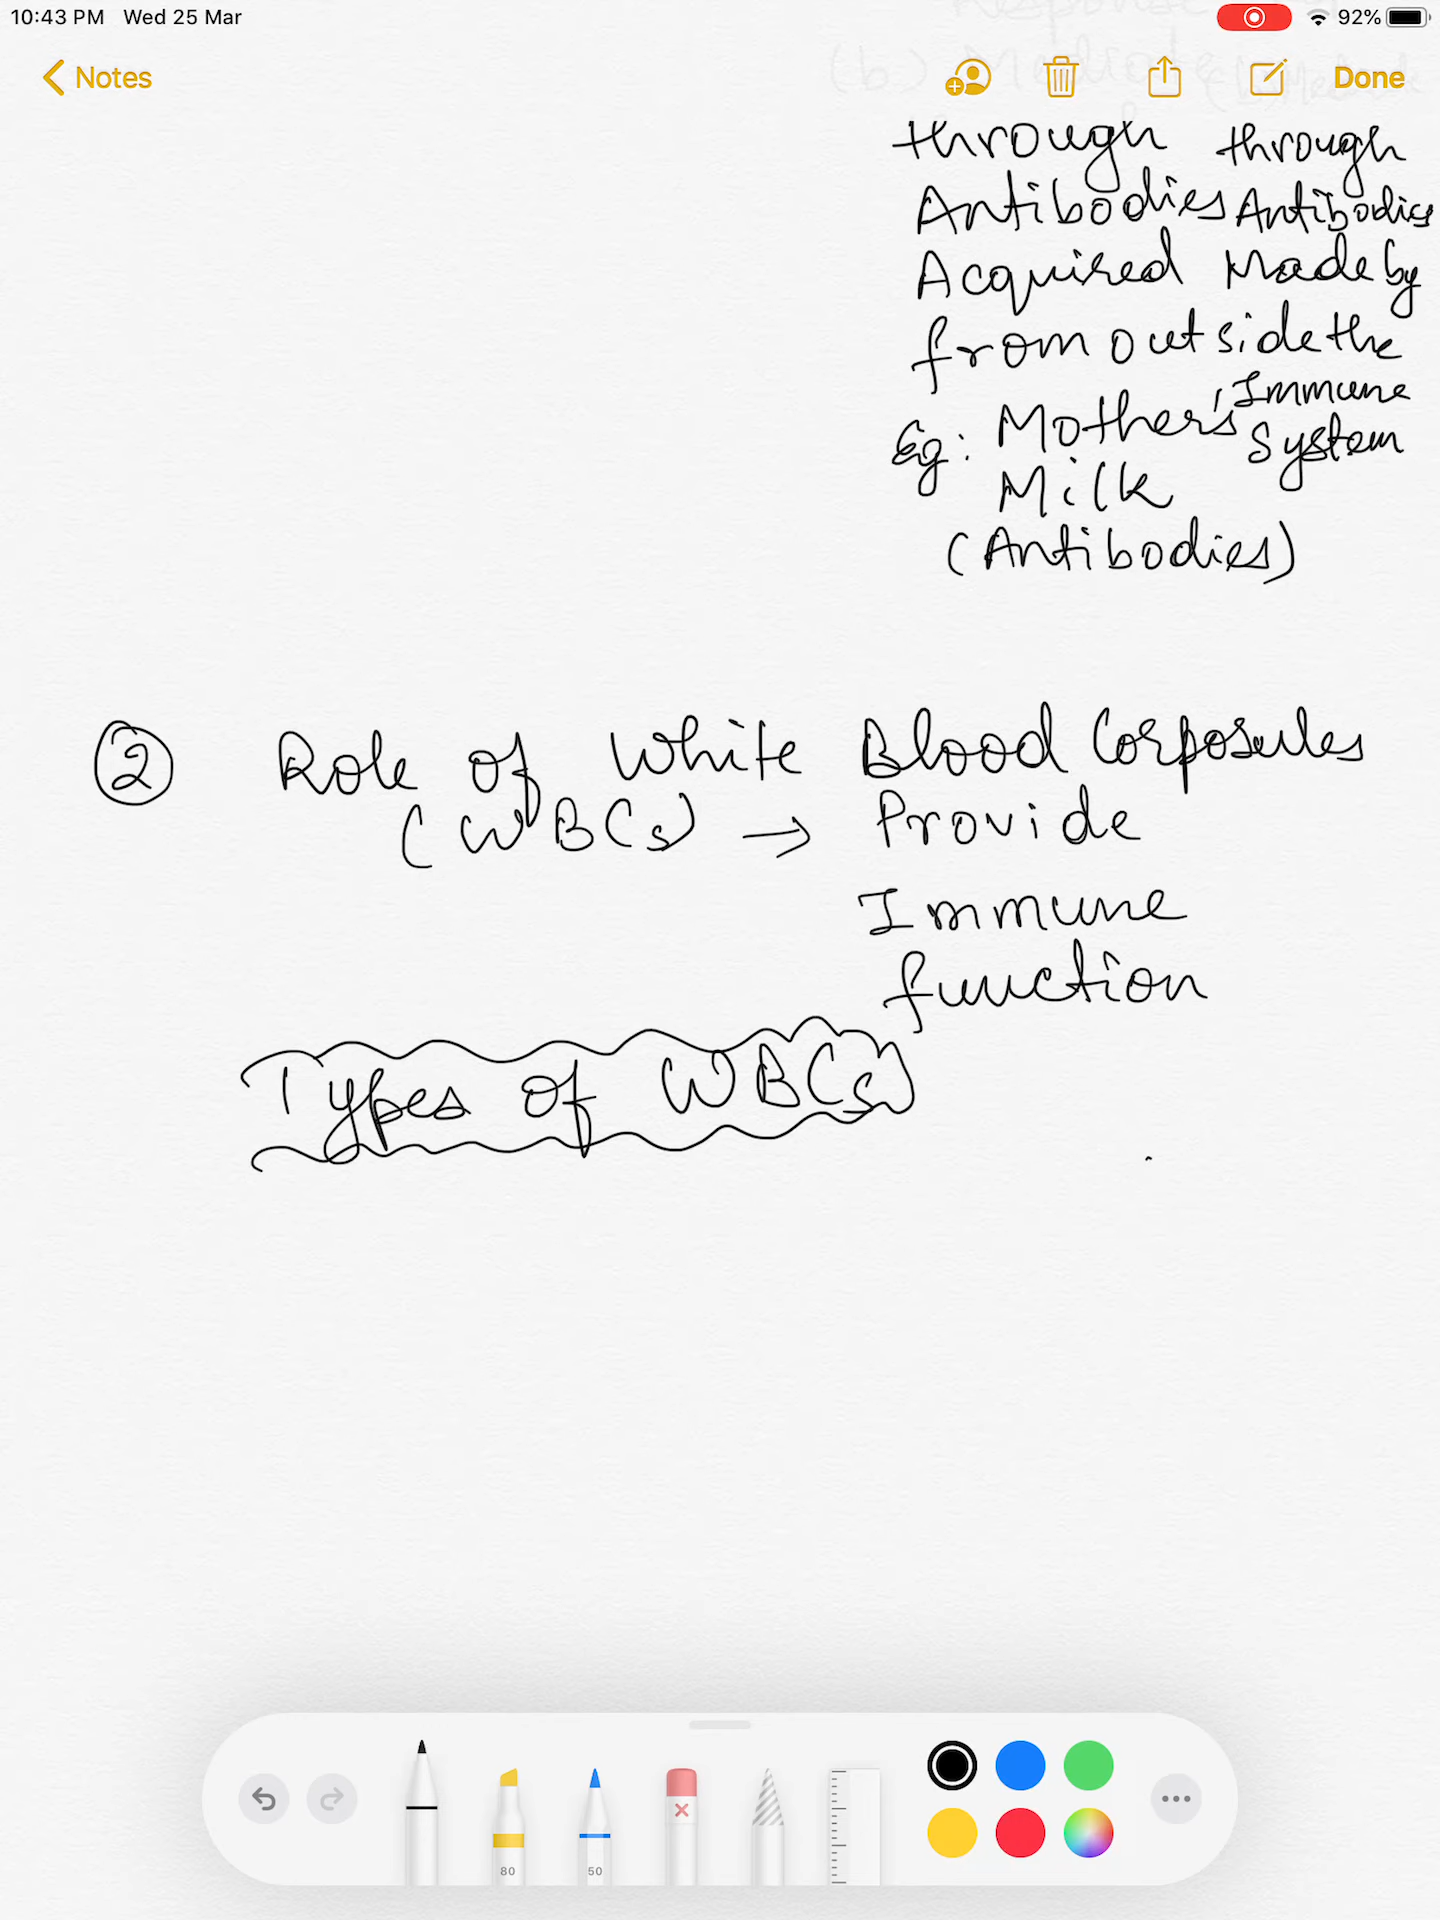 10:43 PM Wed 25 Mar
92%
Notes
Done
through through
Antibodies Antibodies
Acquired Made by
from outside the
Eg: Mother's Immune
Milk System
(Antibodies)
2 Role of White Blood Corposules
(WBCs) → Provide
Immune
function
Types of WBCs
80 50